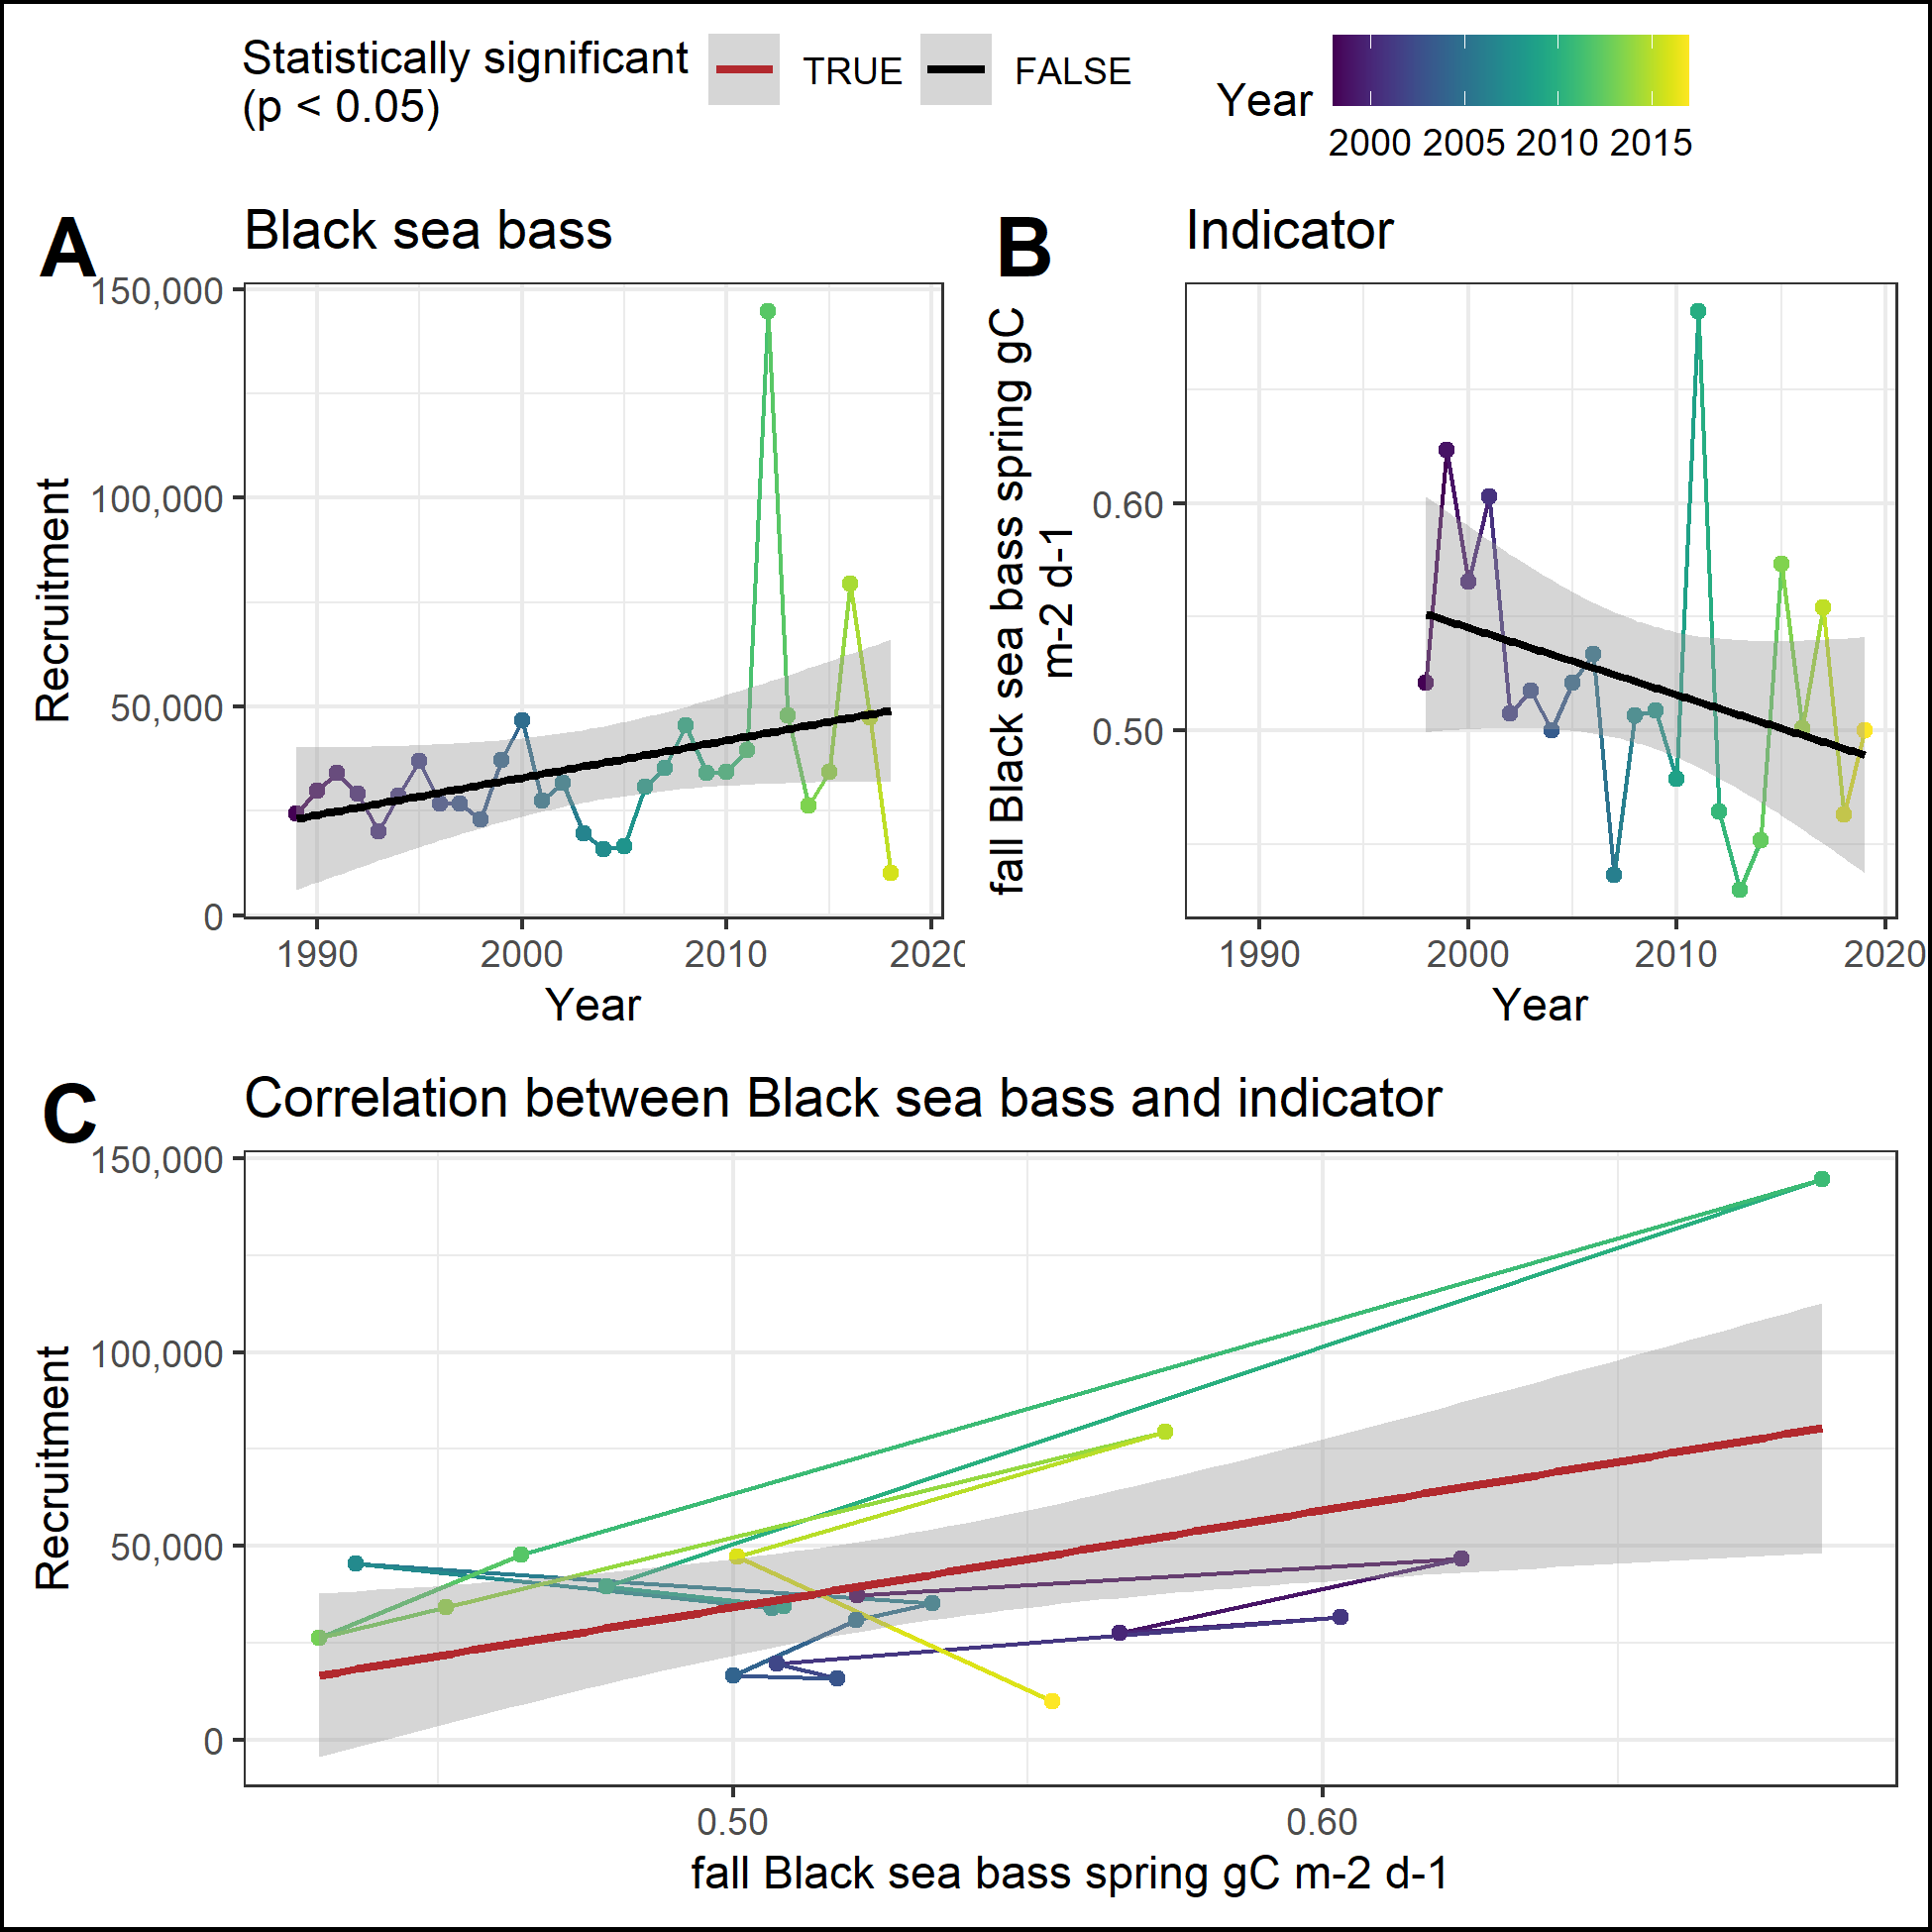 Statistically significant
(p < 0.05)
TRUE
FALSE
Year
2000 2005 2010 2015
A
Black sea bass
150,000
100,000
50,000
0
Recruitment
1990 2000 2010 202
Year
B
Indicator
fall Black sea bass spring gC
m-2 d-1
0.60
0.50
1990 2000 2010 2020
Year
C
Correlation between Black sea bass and indicator
150,000
100,000
50,000
0
Recruitment
0.50 0.60
fall Black sea bass spring gC m-2 d-1